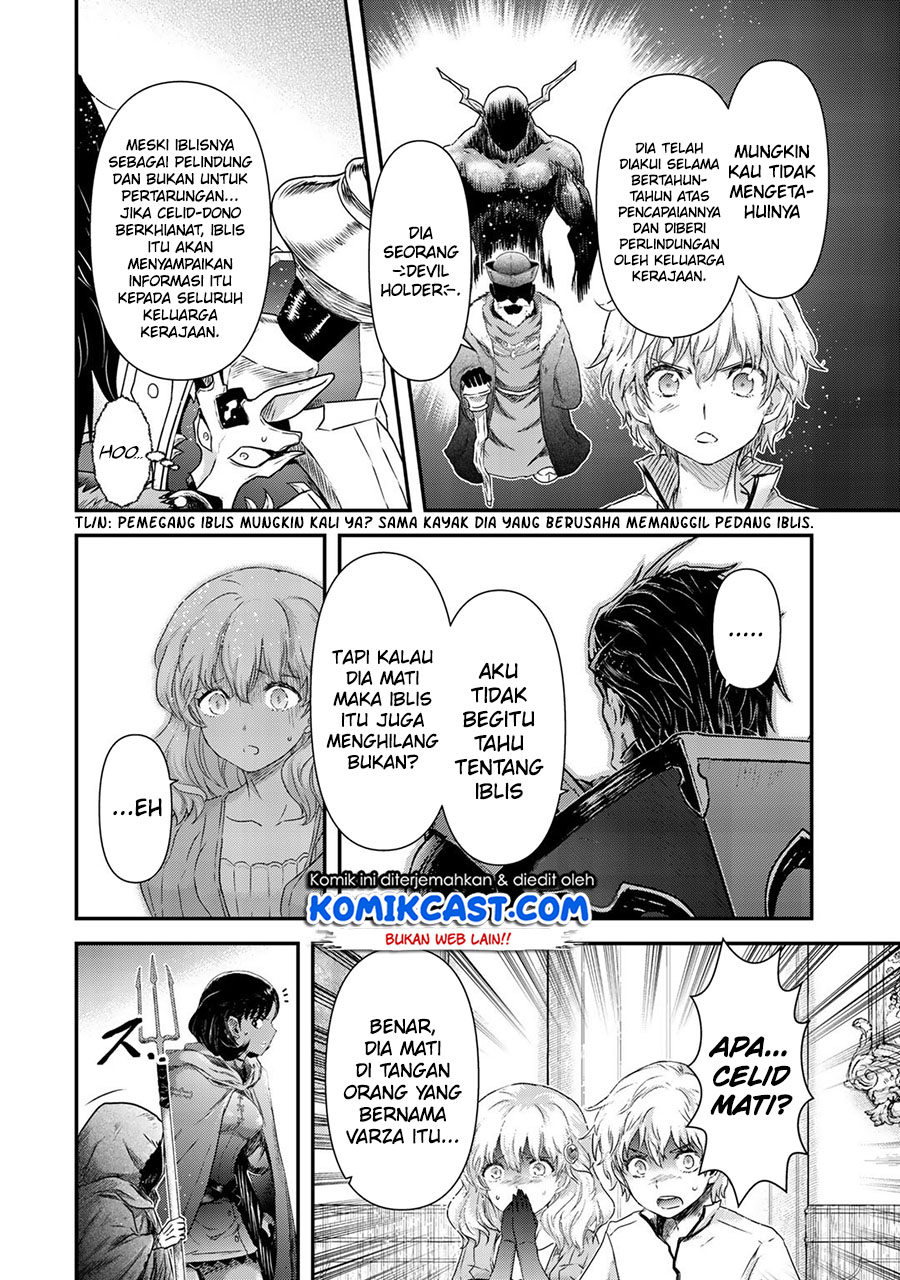 MUNGKIN
KAU TIDAK
MENGETA-
HUINYA
DIA TELAH
DIAKUI SELAMA
BERTAHUN-
TAHUN ATAS
PENCAPAIANNYA
DAN DIBERI
PERLINDUNGAN
OLEH KELUARGA
KERAJAAN.
DIA
SEORANG
-:DEVIL
HOLDER:-.
MESKI IBLISNYA
SEBAGAI PELINDUNG
DAN BUKAN UNTUK
PERTARUNGAN...
JIKA CELID-DONO
BERKHIANAT, IBLIS
ITU AKAN
MENYAMPAIKAN
INFORMASI ITU
KEPADA SELURUH
KELUARGA
KERAJAAN.
HOO...
TL/N: PEMEGANG IBLIS MUNGKIN KALI YA? SAMA KAYAK DIA YANG BERUSAHA MEMANGGIL PEDANG IBLIS.
.....
AKU
TIDAK
BEGITU
TAHU
TENTANG
IBLIS
TAPI KALAU
DIA MATI
MAKA IBLIS
ITU JUGA
MENGHILANG
BUKAN?
...EH
Komik ini diterjemahkan & diedit oleh
KOMIKCAST.COM
BUKAN WEB LAIN!!
APA...
CELID
MATI?
BENAR,
DIA MATI
DI TANGAN
ORANG YANG
BERNAMA
VARZA ITU...
ス.